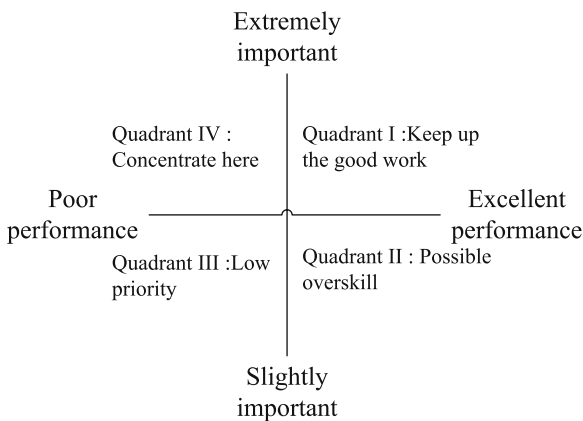 Extremely
important
Quadrant IV :
Concentrate here
Quadrant I :Keep up
the good work
Poor
performance
Excellent
performance
Quadrant III :Low
priority
Quadrant II : Possible
overskill
Slightly
important